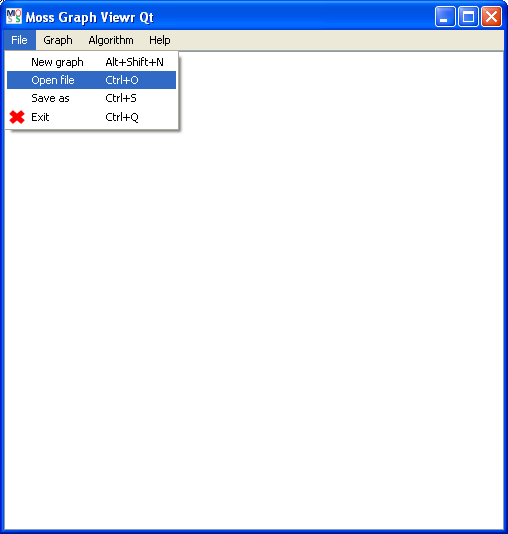 Moss Graph Viewr Qt
File Graph Algorithm Help
New graph Alt+Shift+N
Open file Ctrl+O
Save as Ctrl+S
Exit Ctrl+Q